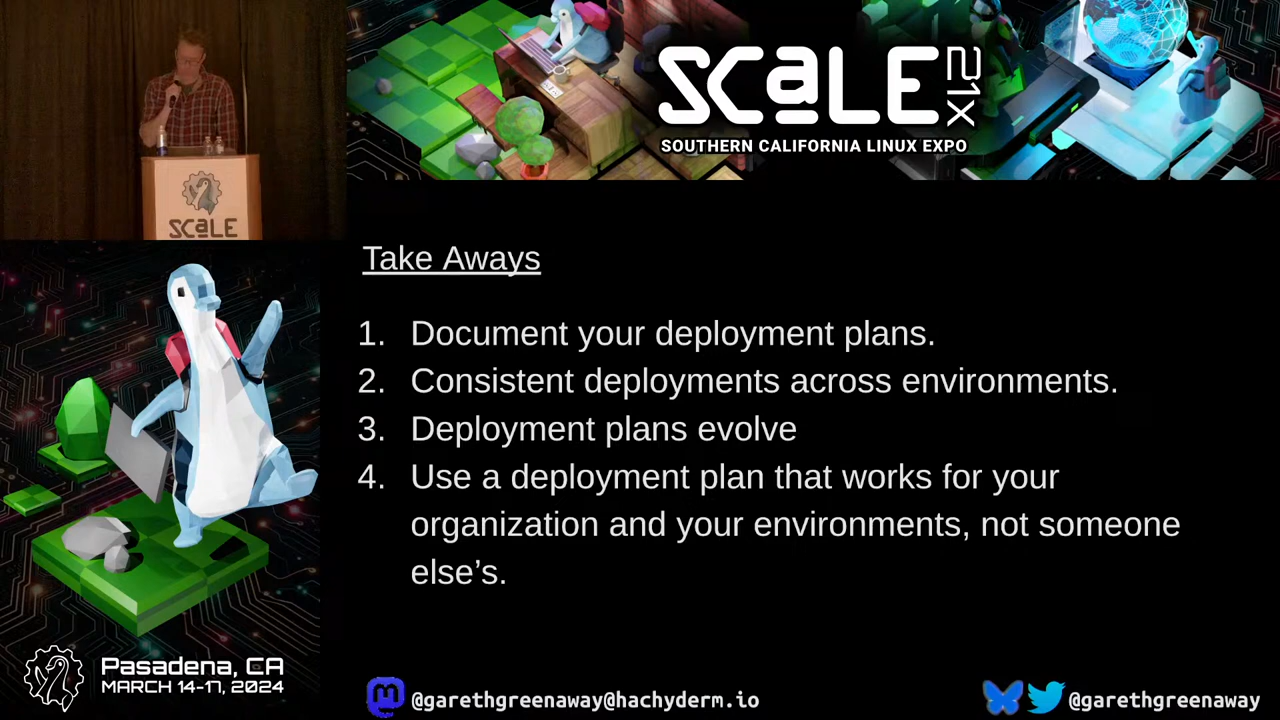 SCaLE 21x
SOUTHERN CALIFORNIA LINUX EXPO
SCaLE
Take Aways
1. Document your deployment plans.
2. Consistent deployments across environments.
3. Deployment plans evolve
4. Use a deployment plan that works for your
organization and your environments, not someone
else’s.
Pasadena, CA
MARCH 14-17, 2024
@garethgreenaway@hachyderm.io
@garethgreenaway